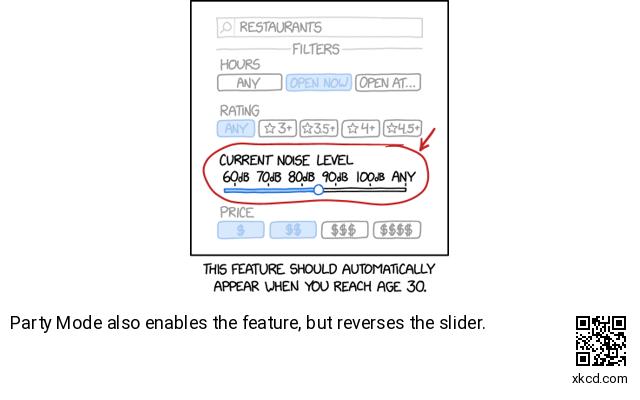 RESTAURANTS
FILTERS
HOURS
ANY OPEN NOW OPEN AT...
RATING
ANY ☆3+ ☆3.5+ ☆4+ ☆4.5+
CURRENT NOISE LEVEL
60dB 70dB 80dB 90dB 100dB ANY
PRICE
$ $$ $$$ $$$$
THIS FEATURE SHOULD AUTOMATICALLY
APPEAR WHEN YOU REACH AGE 30.
Party Mode also enables the feature, but reverses the slider.
xkcd.com